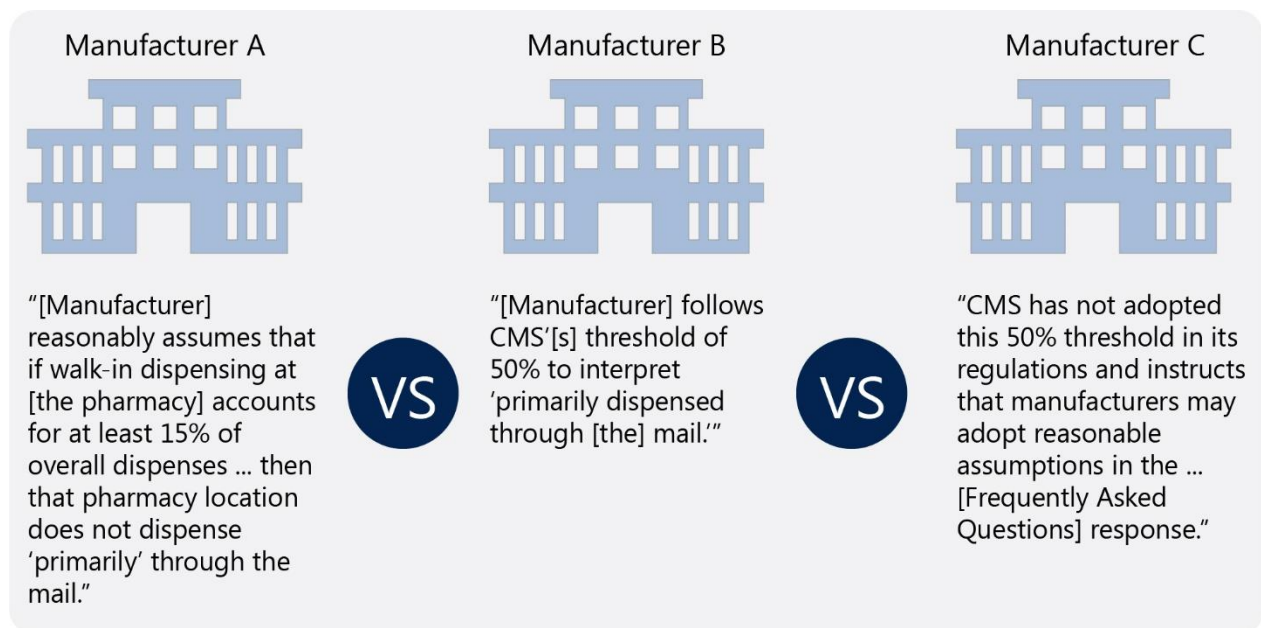 Manufacturer A
Manufacturer B
Manufacturer C
“[Manufacturer]
reasonably assumes that
if walk-in dispensing at
[the pharmacy] accounts
for at least 15% of
overall dispenses ... then
that pharmacy location
does not dispense
‘primarily’ through the
mail.”
VS
“[Manufacturer] follows
CMS’[s] threshold of
50% to interpret
‘primarily dispensed
through [the] mail.’”
VS
“CMS has not adopted
this 50% threshold in its
regulations and instructs
that manufacturers may
adopt reasonable
assumptions in the ...
[Frequently Asked
Questions] response.”